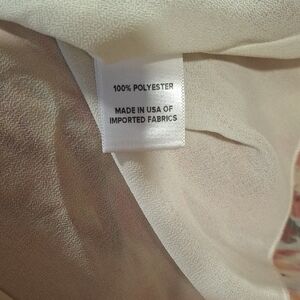 100% POLYESTER
MADE IN USA OF
IMPORTED FABRICS